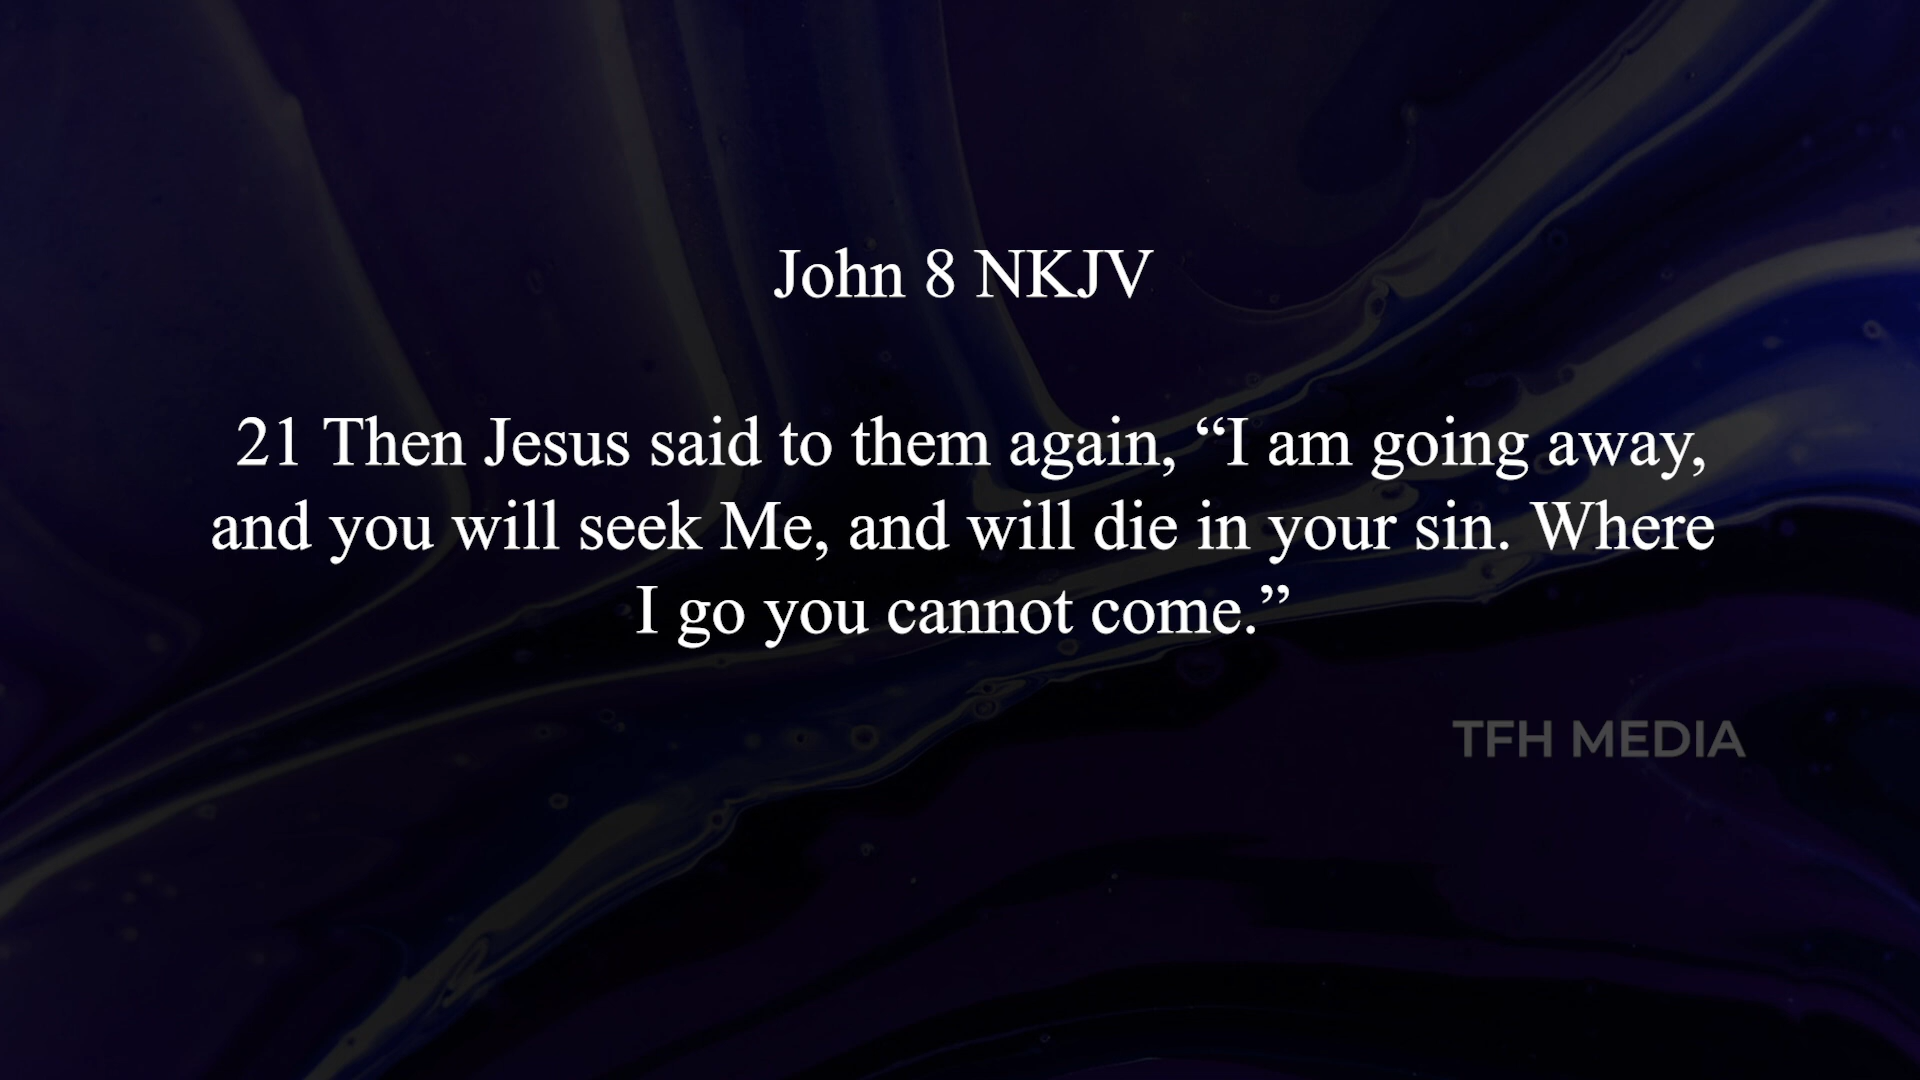 John 8 NKJV
21 Then Jesus said to them again, “I am going away,
and you will seek Me, and will die in your sin. Where
I go you cannot come.”
TFH MEDIA